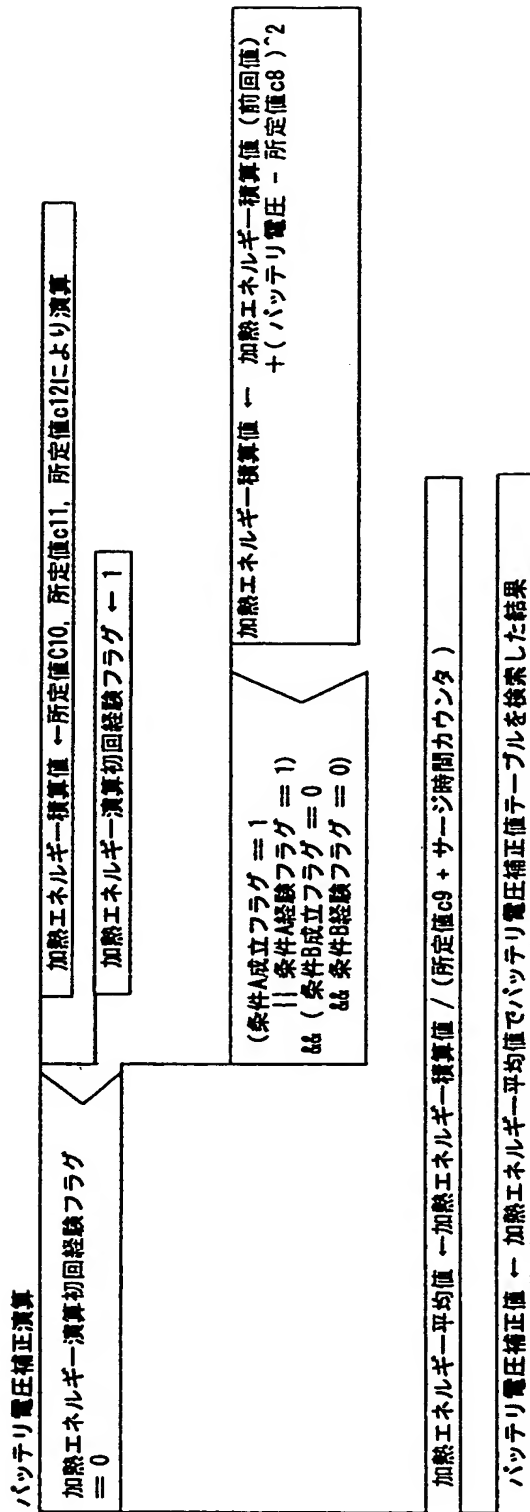 バッテリ電圧補正演算
加熱エネルギー演算初回経験フラグ
== 0
加熱エネルギー積算値 ←所定値C10, 所定値c11, 所定値c12により演算
加熱エネルギー演算初回経験フラグ ← 1
(条件A成立フラグ == 1
|| 条件A経験フラグ == 1)
&& ( 条件B成立フラグ == 0
&& 条件B経験フラグ == 0)
加熱エネルギー積算値 ← 加熱エネルギー積算値 (前回値)
+( バッテリ電圧 - 所定値c8 )^2
加熱エネルギー平均値 ←加熱エネルギー積算値 / (所定値c9 + サージ時間カウンタ )
バッテリ電圧補正値 ← 加熱エネルギー平均値でバッテリ電圧補正値テーブルを検索した結果